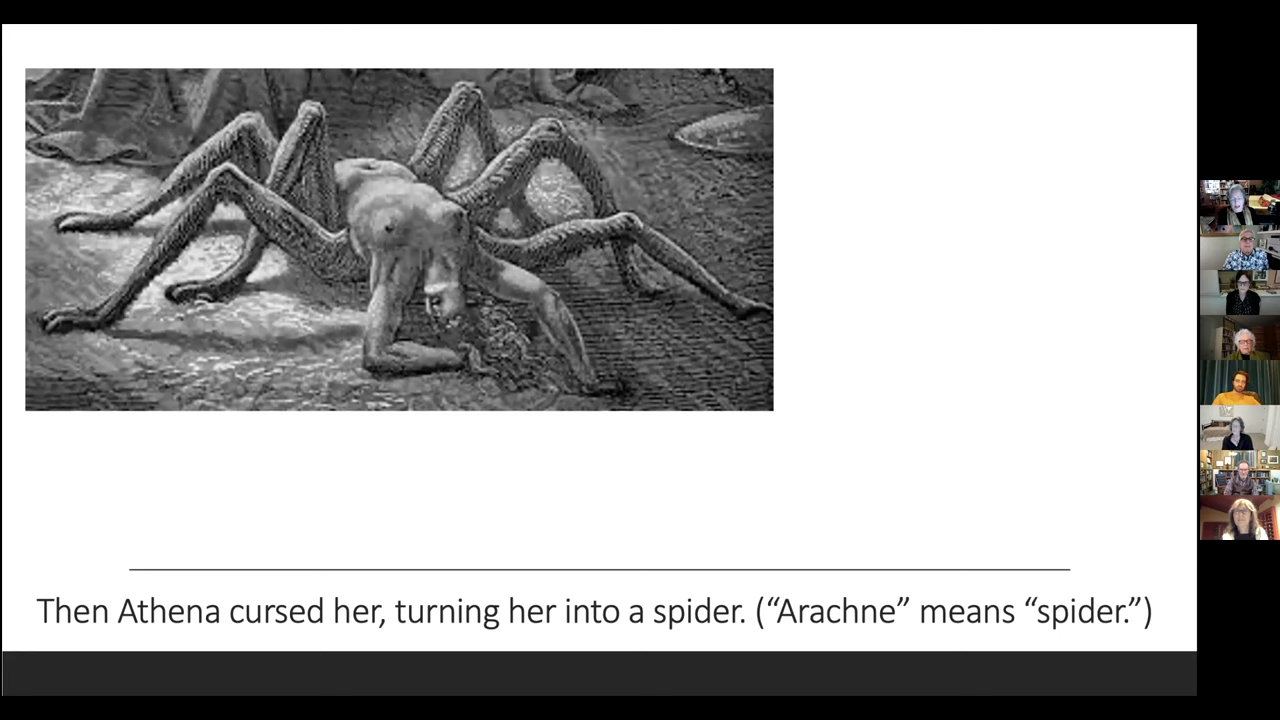 Then Athena cursed her, turning her into a spider. (“Arachne” means “spider.”)